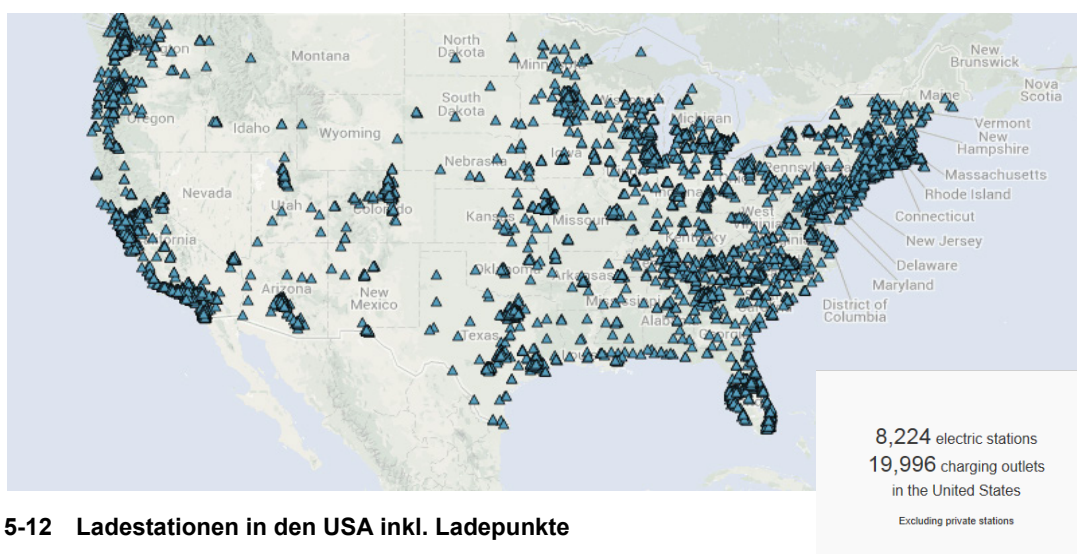 North
Dakota
Montana
New
Brunswick
Nova
Scotia
Maine
South
Dakota
Michigan
Vermont
New
Hampshire
Oregon
Idaho
Wyoming
Iowa
Nebraska
Massachusetts
Rhode Island
Nevada
Utah
Colorado
Kansas
Missouri
West
Virginia
Connecticut
Kentucky
New Jersey
California
Delaware
Maryland
Oklahoma
Arkansas
Arizona
New
Mexico
Mississippi
District of
Columbia
Texas
8,224 electric stations
19,996 charging outlets
in the United States
Excluding private stations
5-12 Ladestationen in den USA inkl. Ladepunkte